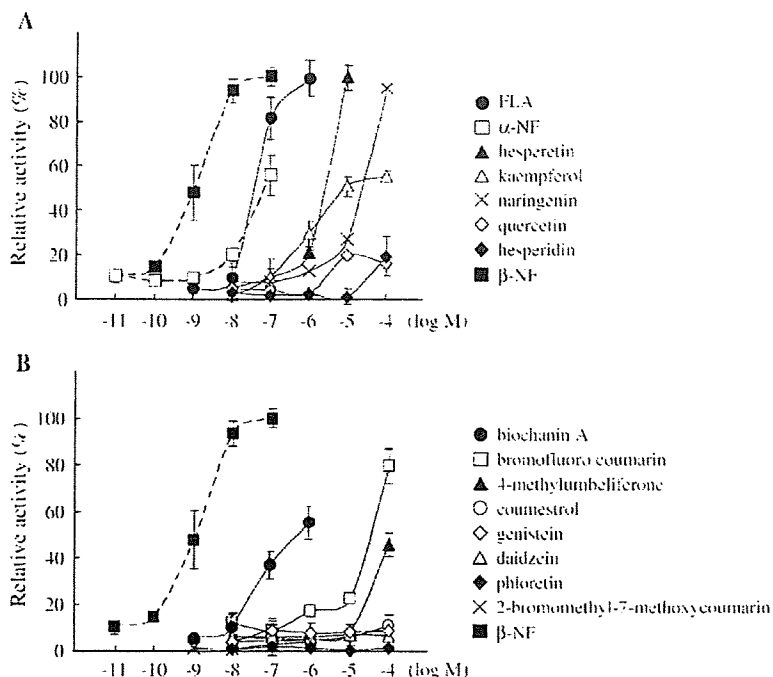 A
Relative activity (%)
100
80
60
40
20
0
-11 -10 -9 -8 -7 -6 -5 -4 (log M)
FLA
α-NF
hesperetin
kaempferol
naringenin
quercetin
hesperidin
β-NF
B
Relative activity (%)
100
80
60
40
20
0
-11 -10 -9 -8 -7 -6 -5 -4 (log M)
biochanin A
bromofluoro coumarin
4-methylumbeliferone
coumestrol
genistein
daidzein
phloretin
2-bromomethyl-7-methoxycoumarin
β-NF